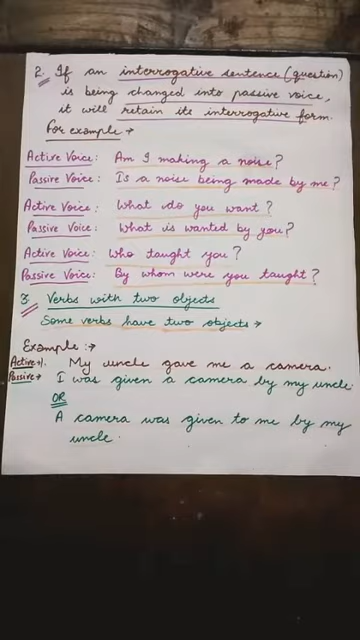 2. If an interrogative sentence (question)
is being changed into passive voice,
it will retain its interrogative form.
For example →
Active Voice: Am I making a noise?
Passive Voice: Is a noise being made by me?
Active Voice: What do you want?
Passive Voice: What is wanted by you?
Active Voice: Who taught you?
Passive Voice: By whom were you taught?
3. Verbs with two objects
Some verbs have two objects →
Example :→
Active→1. My uncle gave me a camera.
Passive→ I was given a camera by my uncle
OR
A camera was given to me by my
uncle.